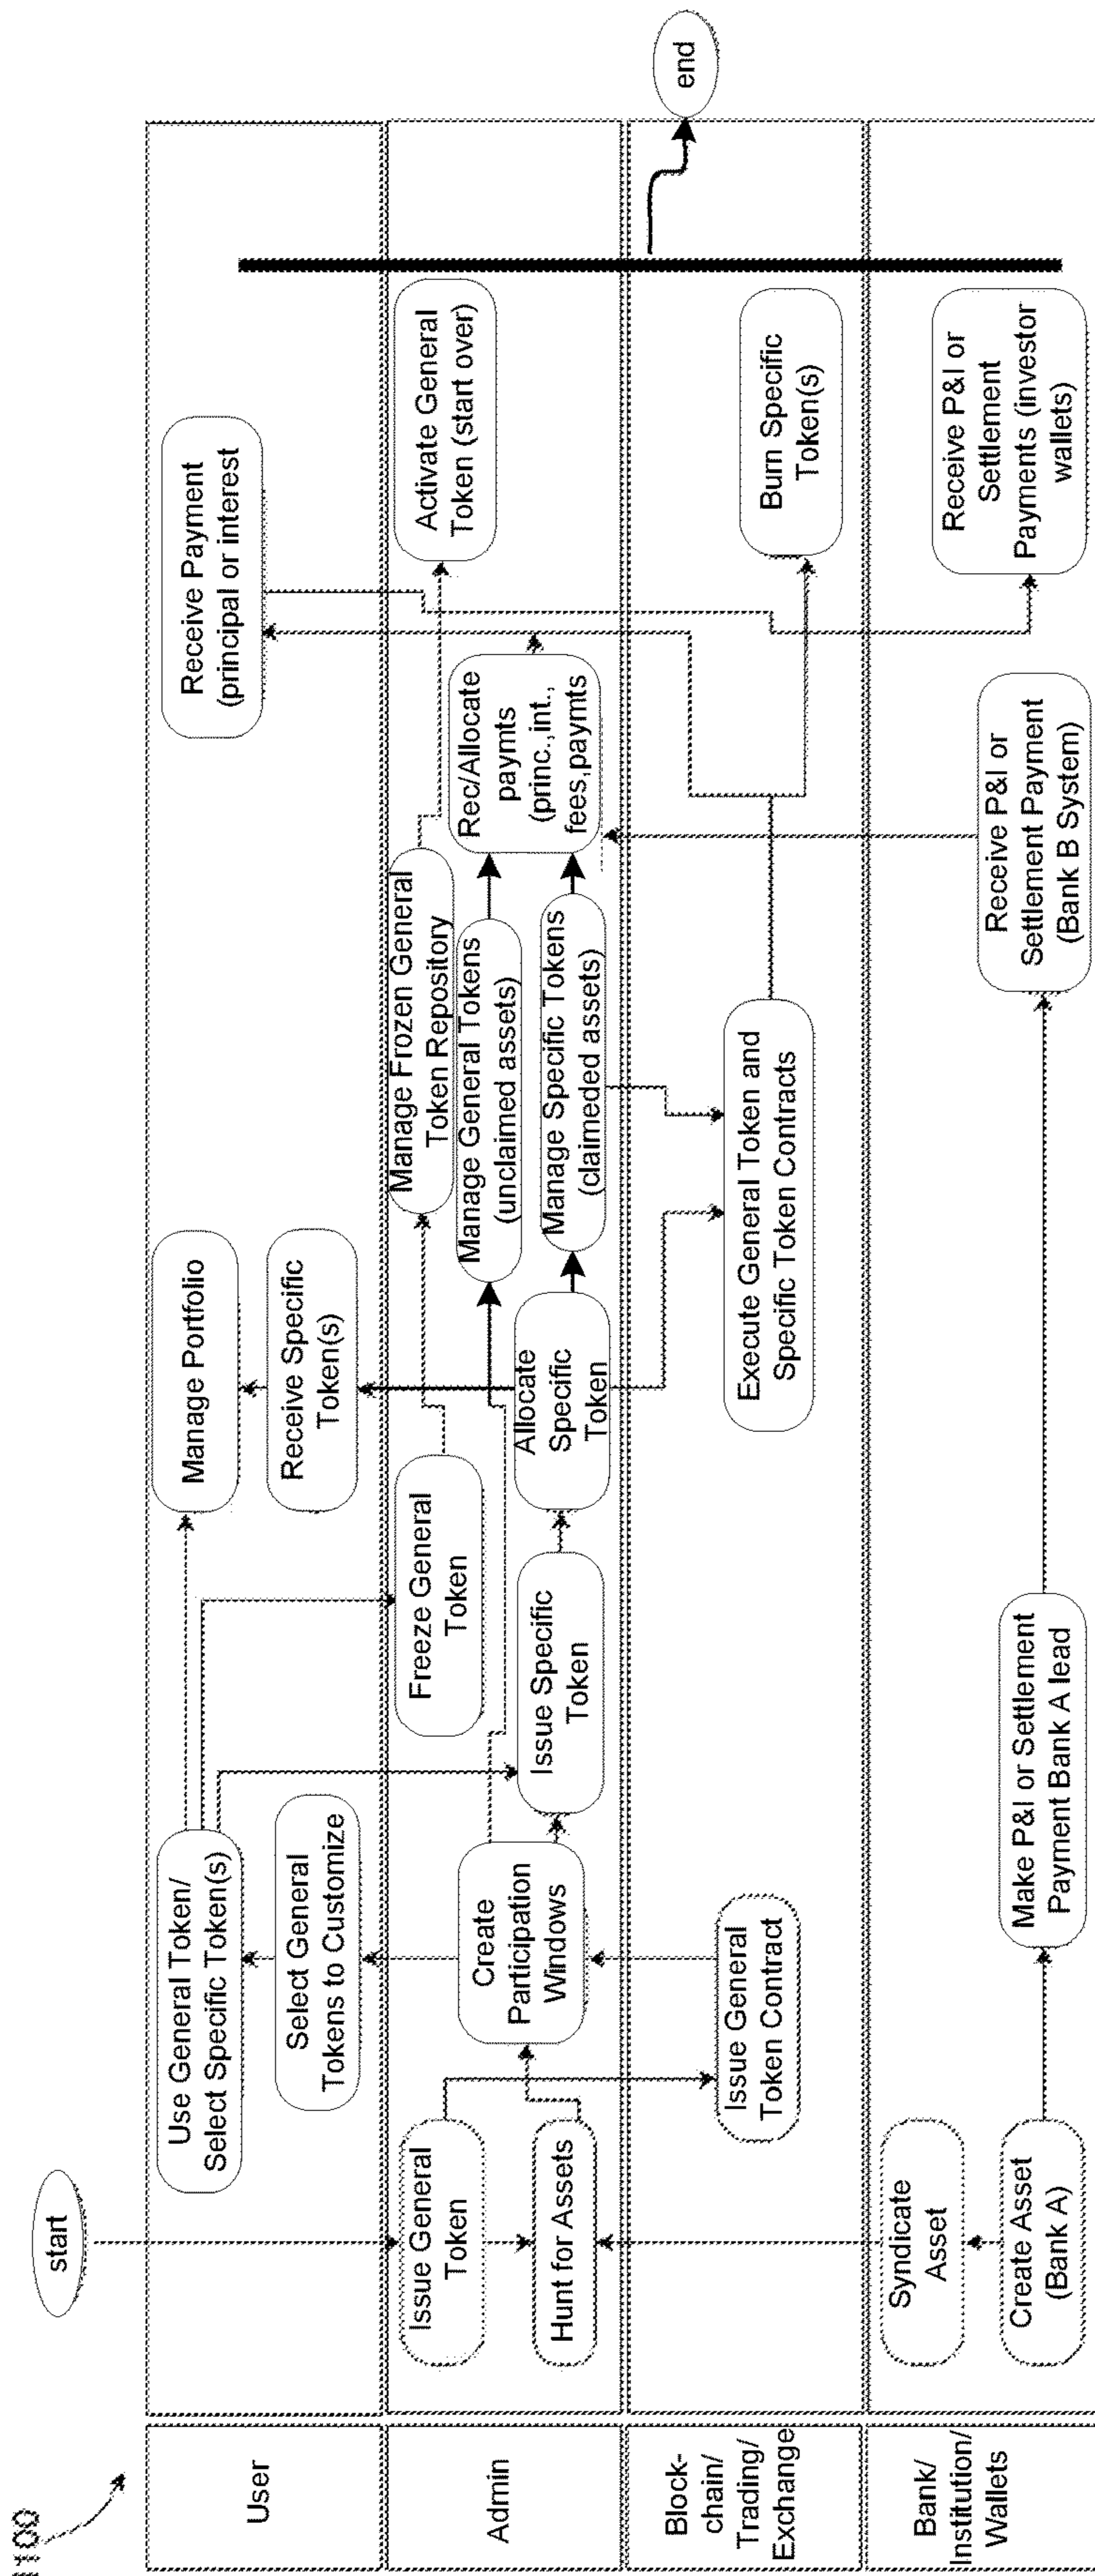 1100
start
end
User
Use General Token/
Select Specific Token(s)
Select General
Tokens to Customize
Manage Portfolio
Receive Specific
Token(s)
Receive Payment
(principal or interest
Admin
Issue General
Token
Hunt for Assets
Create
Participation
Windows
Freeze General
Token
Issue Specific
Token
Allocate
Specific
Token
Manage Frozen General
Token Repository
Manage General Tokens
(unclaimed assets)
Manage Specific Tokens
(claimeded assets)
Rec/Allocate
paymts
(princ.,int.,
fees,paymts
Activate General
Token (start over)
Block-
chain/
Trading/
Exchange
Issue General
Token Contract
Execute General Token and
Specific Token Contracts
Burn Specific
Token(s)
Bank/
Institution/
Wallets
Syndicate
Asset
Create Asset
(Bank A)
Make P&I or Settlement
Payment Bank A lead
Receive P&I or
Settlement Payment
(Bank B System)
Receive P&I or
Settlement
Payments (investor
wallets)